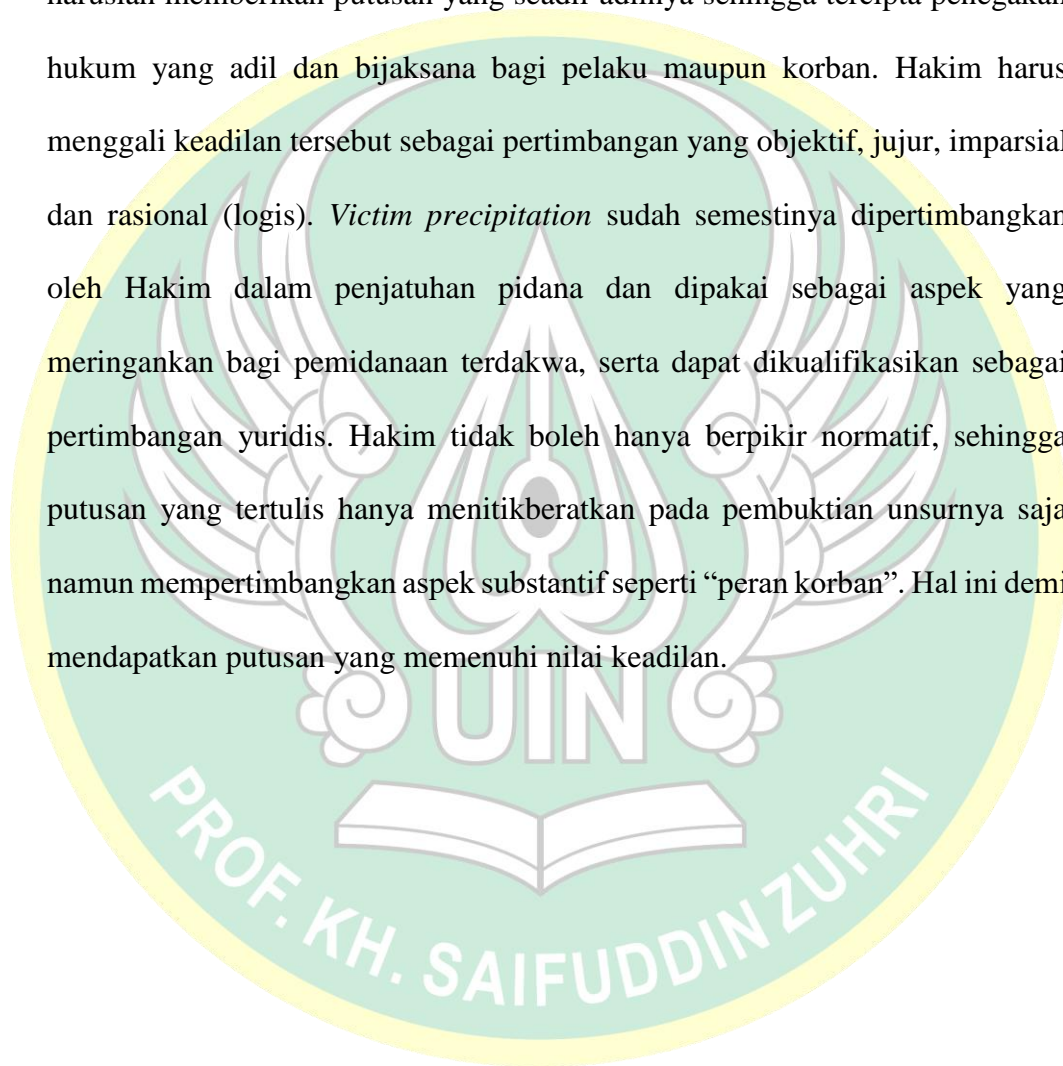 haruslah memberikan putusan yang seadil-adilnya sehingga tercipta penegakan
hukum yang adil dan bijaksana bagi pelaku maupun korban. Hakim harus
menggali keadilan tersebut sebagai pertimbangan yang objektif, jujur, imparsial
dan rasional (logis). Victim precipitation sudah semestinya dipertimbangkan
oleh Hakim dalam penjatuhan pidana dan dipakai sebagai aspek yang
meringankan bagi pemidanaan terdakwa, serta dapat dikualifikasikan sebagai
pertimbangan yuridis. Hakim tidak boleh hanya berpikir normatif, sehingga
putusan yang tertulis hanya menitikberatkan pada pembuktian unsurnya saja
namun mempertimbangkan aspek substantif seperti “peran korban”. Hal ini demi
mendapatkan putusan yang memenuhi nilai keadilan.
UIN
PROF. KH. SAIFUDDIN ZUHRI